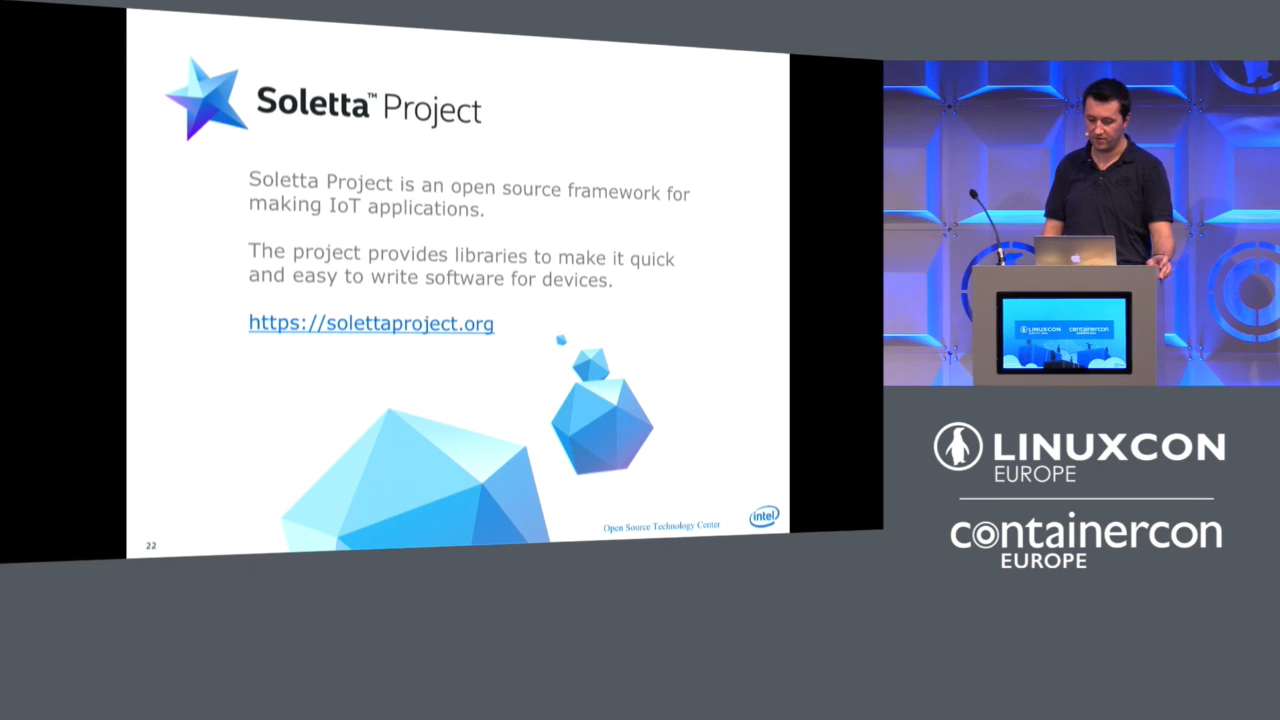 Soletta™ Project
Soletta Project is an open source framework for
making IoT applications.
The project provides libraries to make it quick
and easy to write software for devices.
https://solettaproject.org
Open Source Technology Center
intel
22
LINUXCON
containercon
LINUXCON
EUROPE
containercon
EUROPE